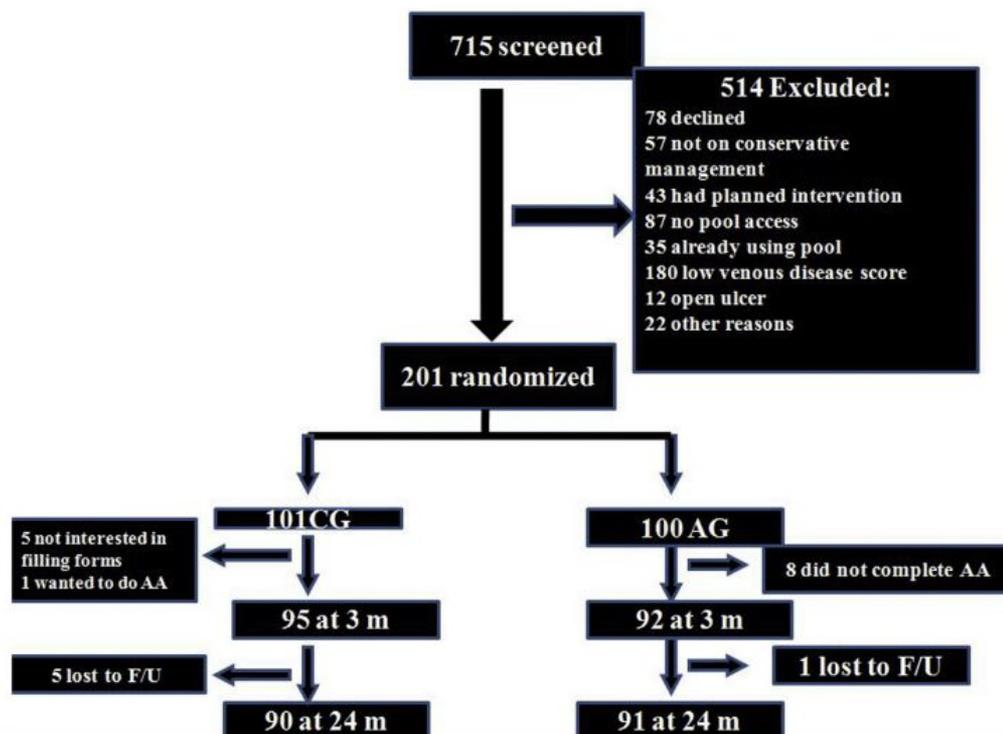 715 screened
514 Excluded:
78 declined
57 not on conservative
management
43 had planned intervention
87 no pool access
35 already using pool
180 low venous disease score
12 open ulcer
22 other reasons
201 randomized
101CG
100 AG
5 not interested in
filling forms
1 wanted to do AA
8 did not complete AA
95 at 3 m
92 at 3 m
5 lost to F/U
1 lost to F/U
90 at 24 m
91 at 24 m